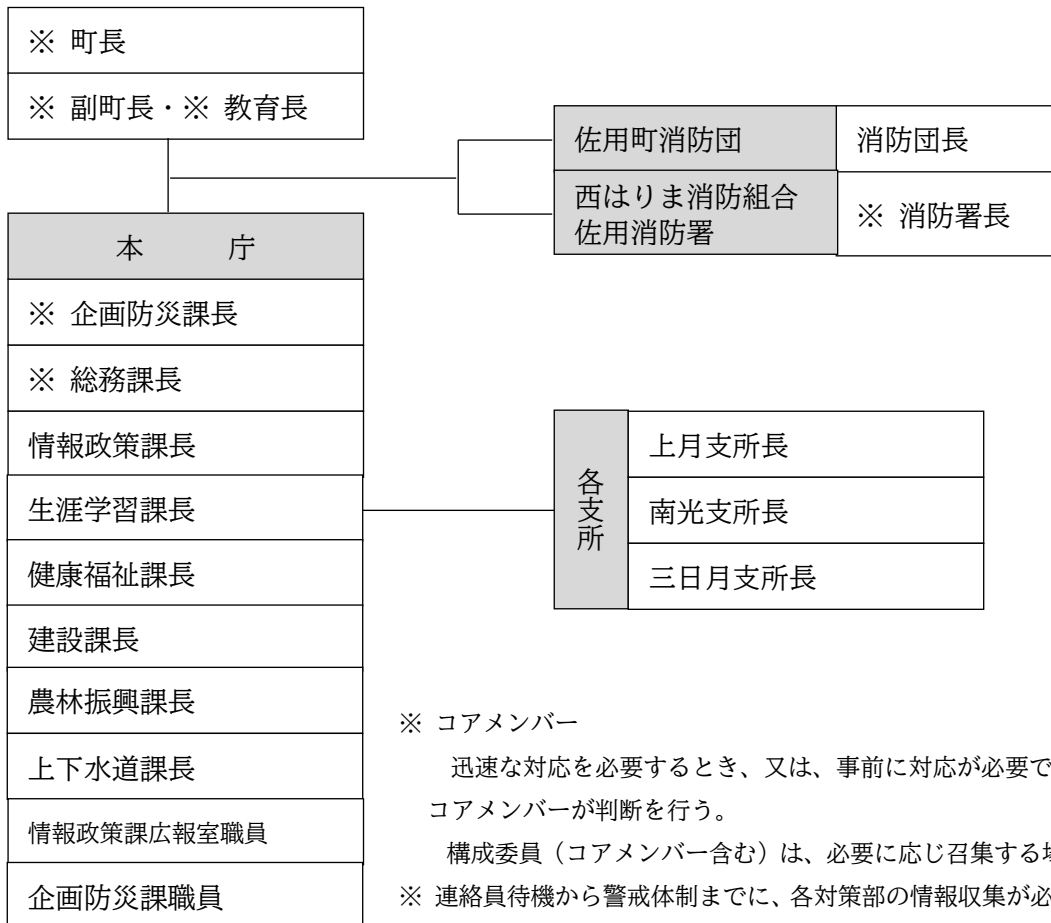 ※ 町長
※ 副町長・※ 教育長
佐用町消防団
消防団長
西はりま消防組合
佐用消防署
※ 消防署長
本 庁
※ 企画防災課長
※ 総務課長
情報政策課長
生涯学習課長
健康福祉課長
建設課長
農林振興課長
上下水道課長
情報政策課広報室職員
企画防災課職員
各支所
上月支所長
南光支所長
三日月支所長
※ コアメンバー
迅速な対応を必要するとき、又は、事前に対応が必要で
コアメンバーが判断を行う。
構成委員（コアメンバー含む）は、必要に応じ召集する
※ 連絡員待機から警戒体制までに、各対策部の情報収集が必